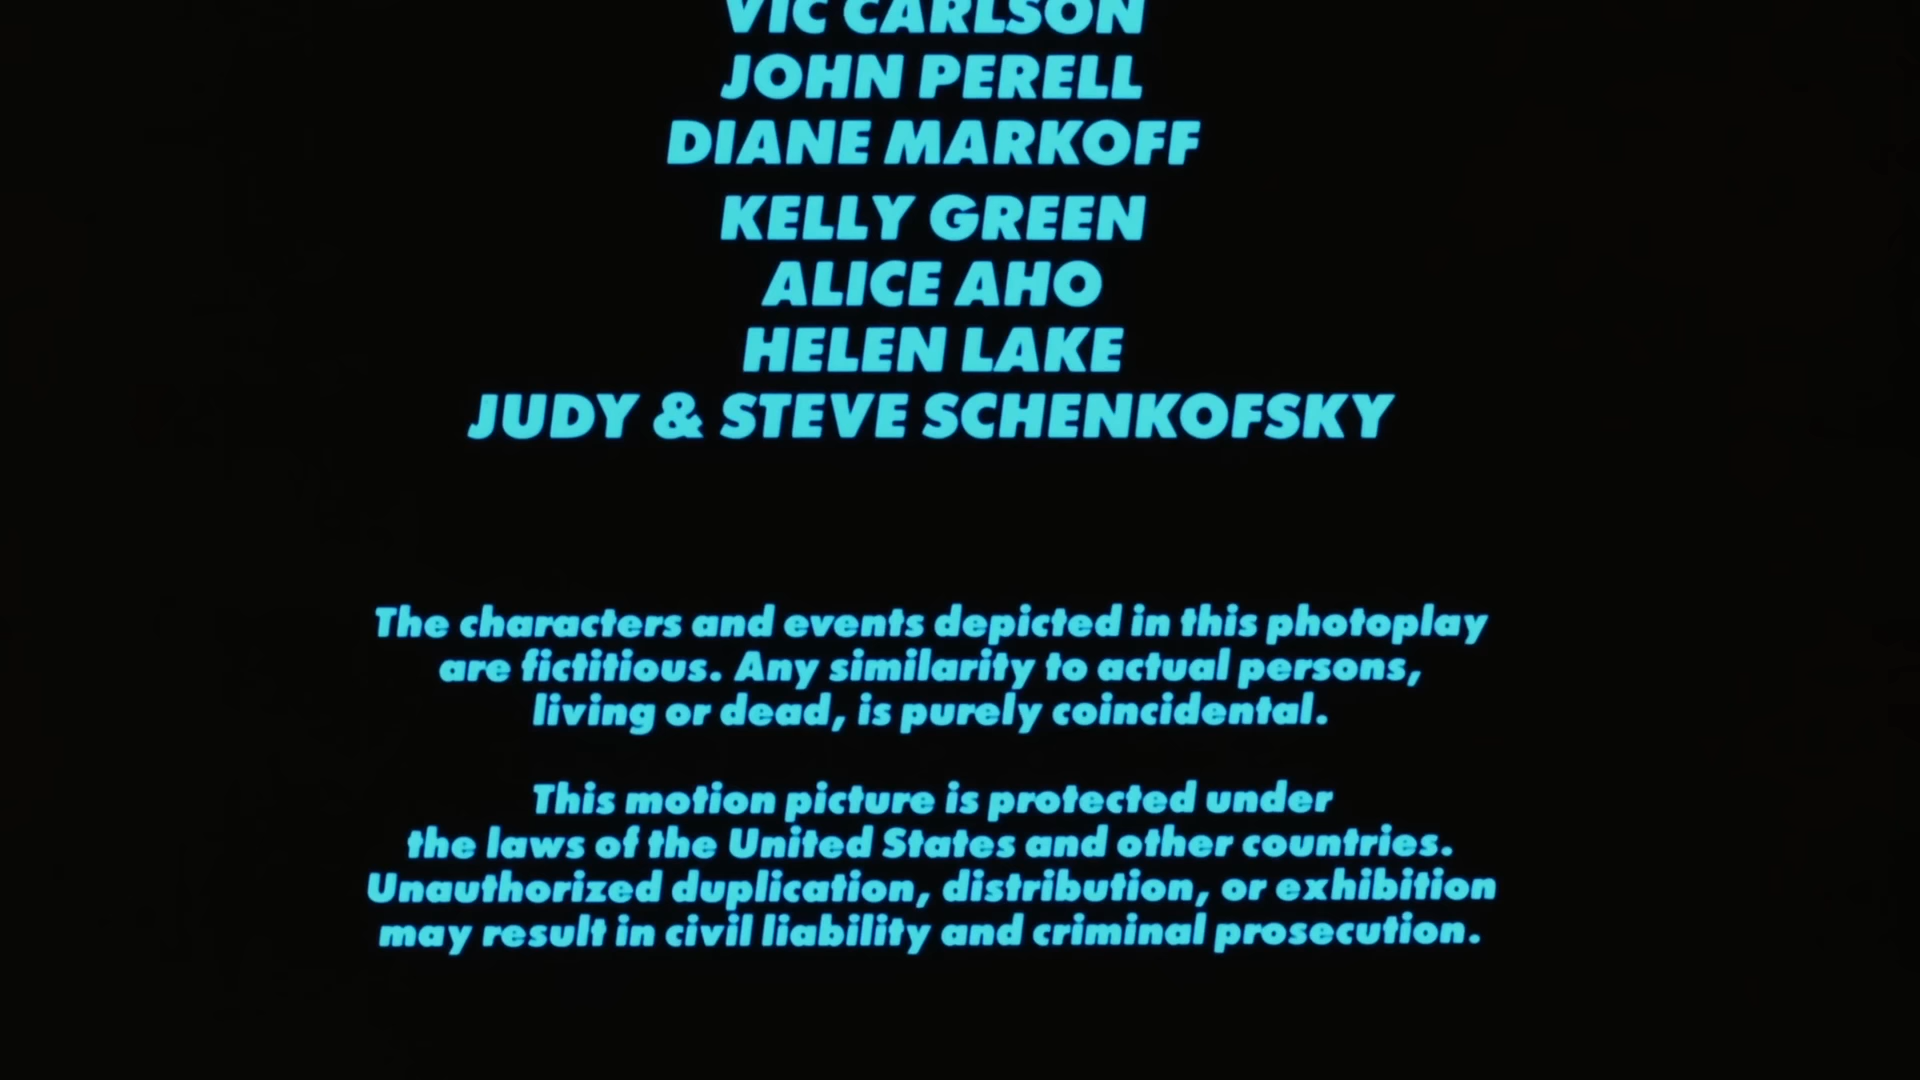 VIC CARLSON
JOHN PERELL
DIANE MARKOFF
KELLY GREEN
ALICE AHO
HELEN LAKE
JUDY & STEVE SCHENKOFSKY
The characters and events depicted in this photoplay
are fictitious. Any similarity to actual persons,
living or dead, is purely coincidental.
This motion picture is protected under
the laws of the United States and other countries.
Unauthorized duplication, distribution, or exhibition
may result in civil liability and criminal prosecution.